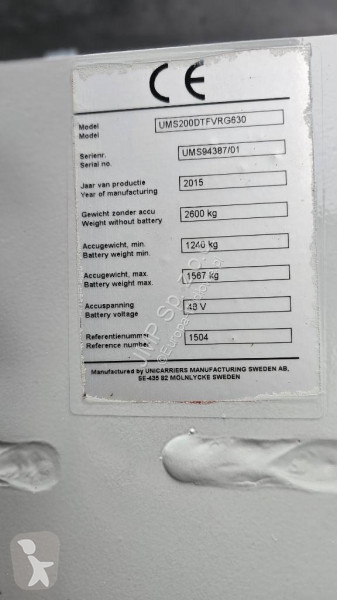 CE
Model UMS200DTFVRG630
Model
Serienr. UMS94387/01
Serial no.
Jaar van productie 2015
Year of manufacturing
Gewicht zonder accu 2600 kg
Weight without battery
Accugewicht, min. 1240 kg
Battery weight min.
Accugewicht, max. 1567 kg
Battery weight max.
Accuspanning 48 V
Battery voltage
Referentienummer 1504
Reference number
Manufactured by UNICARRIERS MANUFACTURING SWEDEN AB,
SE-435 82 MÖLNLYCKE SWEDEN
JMP Sp. z o.o.